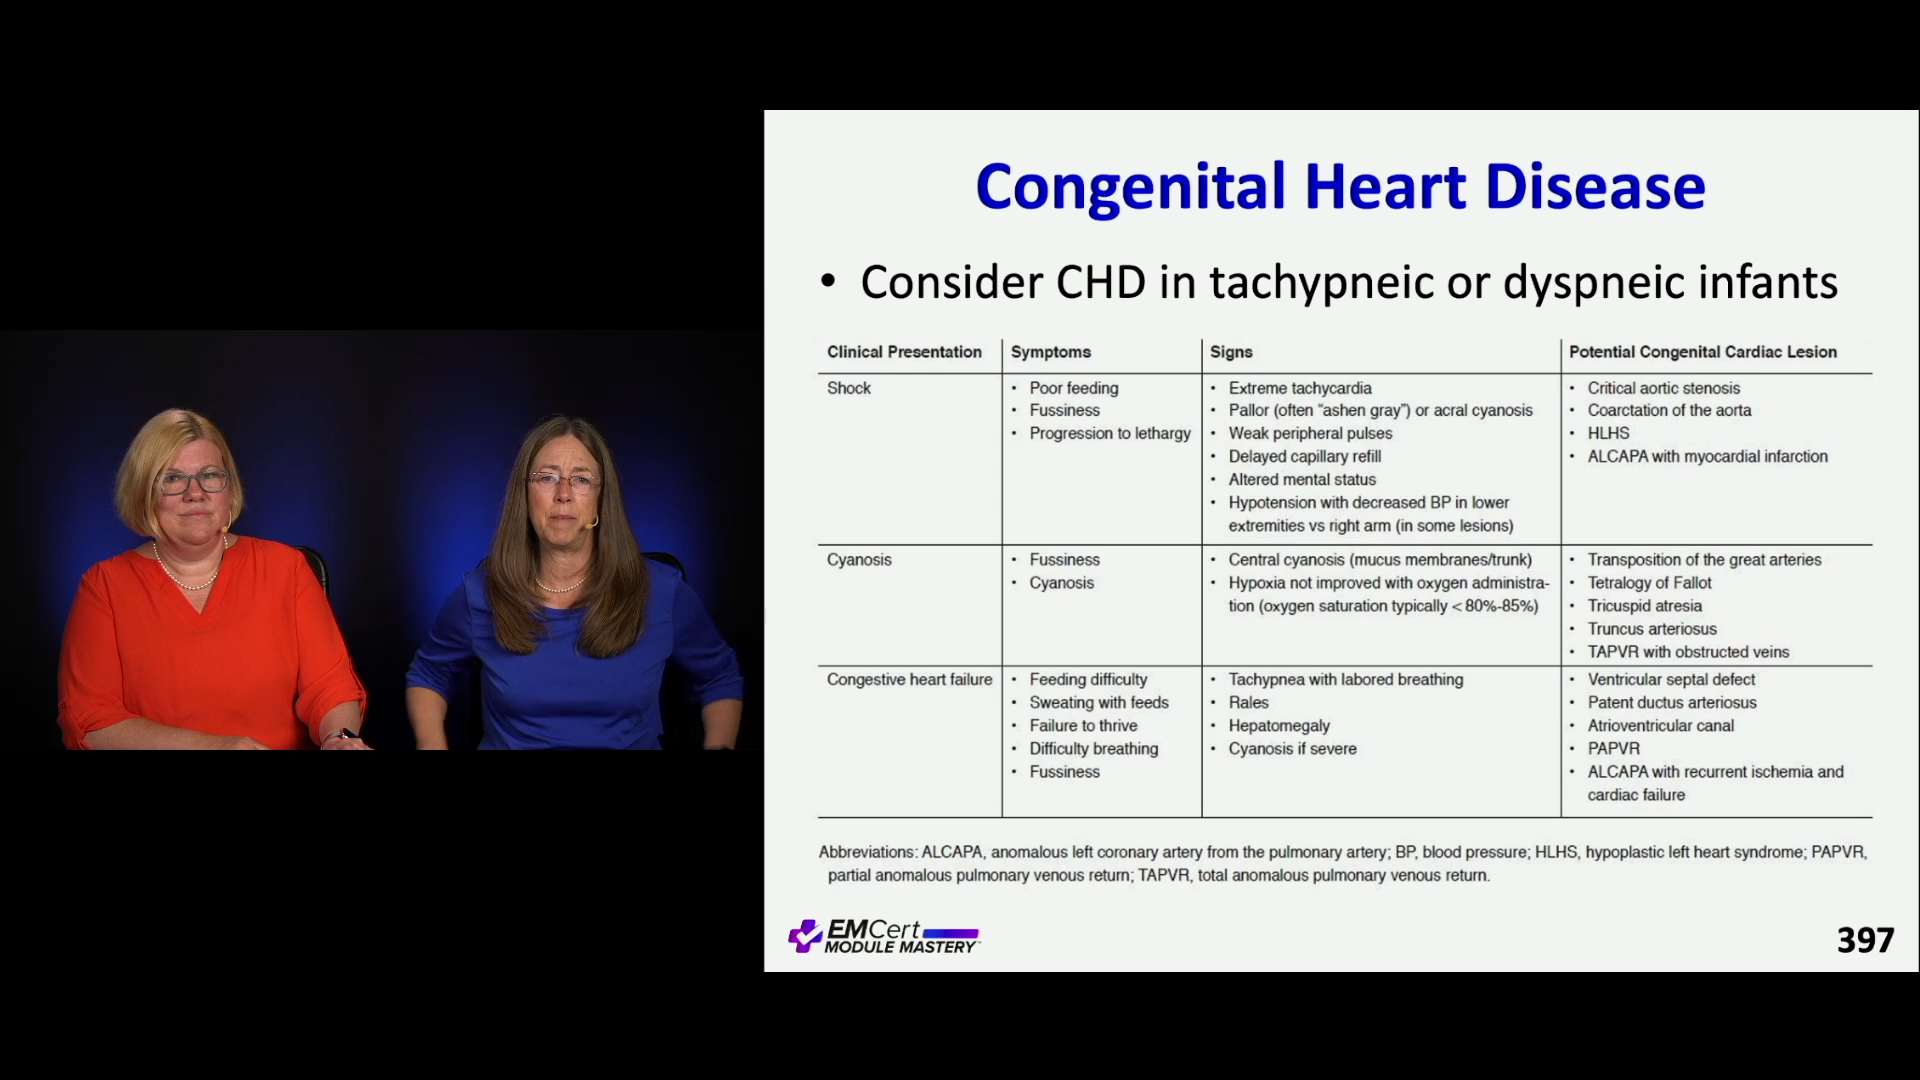 Congenital Heart Disease
• Consider CHD in tachypneic or dyspneic infants
Clinical Presentation
Symptoms
Signs
Potential Congenital Cardiac Lesion
Shock
• Poor feeding
• Fussiness
• Progression to lethargy
• Extreme tachycardia
• Pallor (often “ashen gray”) or acral cyanosis
• Weak peripheral pulses
• Delayed capillary refill
• Altered mental status
• Hypotension with decreased BP in lower
extremities vs right arm (in some lesions)
• Critical aortic stenosis
• Coarctation of the aorta
• HLHS
• ALCAPA with myocardial infarction
Cyanosis
• Fussiness
• Cyanosis
• Central cyanosis (mucus membranes/trunk)
• Hypoxia not improved with oxygen administra-
tion (oxygen saturation typically < 80%-85%)
• Transposition of the great arteries
• Tetralogy of Fallot
• Tricuspid atresia
• Truncus arteriosus
• TAPVR with obstructed veins
Congestive heart failure
• Feeding difficulty
• Sweating with feeds
• Failure to thrive
• Difficulty breathing
• Fussiness
• Tachypnea with labored breathing
• Rales
• Hepatomegaly
• Cyanosis if severe
• Ventricular septal defect
• Patent ductus arteriosus
• Atrioventricular canal
• PAPVR
• ALCAPA with recurrent ischemia and
cardiac failure
Abbreviations: ALCAPA, anomalous left coronary artery from the pulmonary artery; BP, blood pressure; HLHS, hypoplastic left heart syndrome; PAPVR,
partial anomalous pulmonary venous return; TAPVR, total anomalous pulmonary venous return.
EMCert
MODULE MASTERY™
397